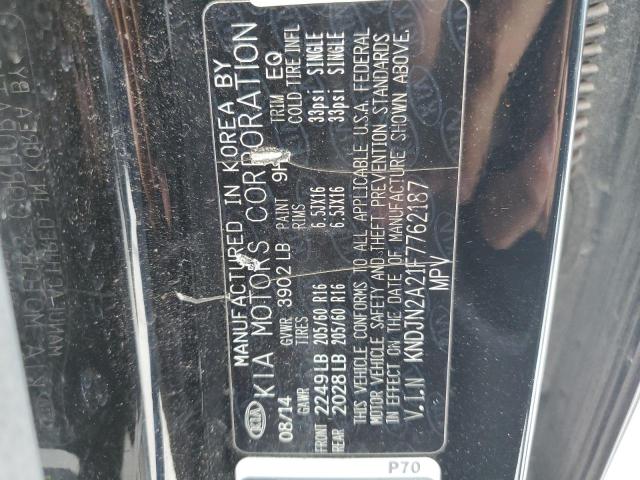 MANUFACTURED IN KOREA BY
KIA KIA MOTORS CORPORATION
08/14 GVWR 3902 LB PAINT TRIM EQ
GAWR TIRES RIMS COLD TIRE INFL
FRONT 2249LB 205/60 R16 6.5JX16 33psi SINGLE
REAR 2028LB 205/60 R16 6.5JX16 33psi SINGLE
THIS VEHICLE CONFORMS TO ALL APPLICABLE U.S.A. FEDERAL
MOTOR VEHICLE SAFETY AND THEFT PREVENTION STANDARDS
IN EFFECT ON THE DATE OF MANUFACTURE SHOWN ABOVE.
V.I.N KNDJN2A21F7762187
MPV
P70